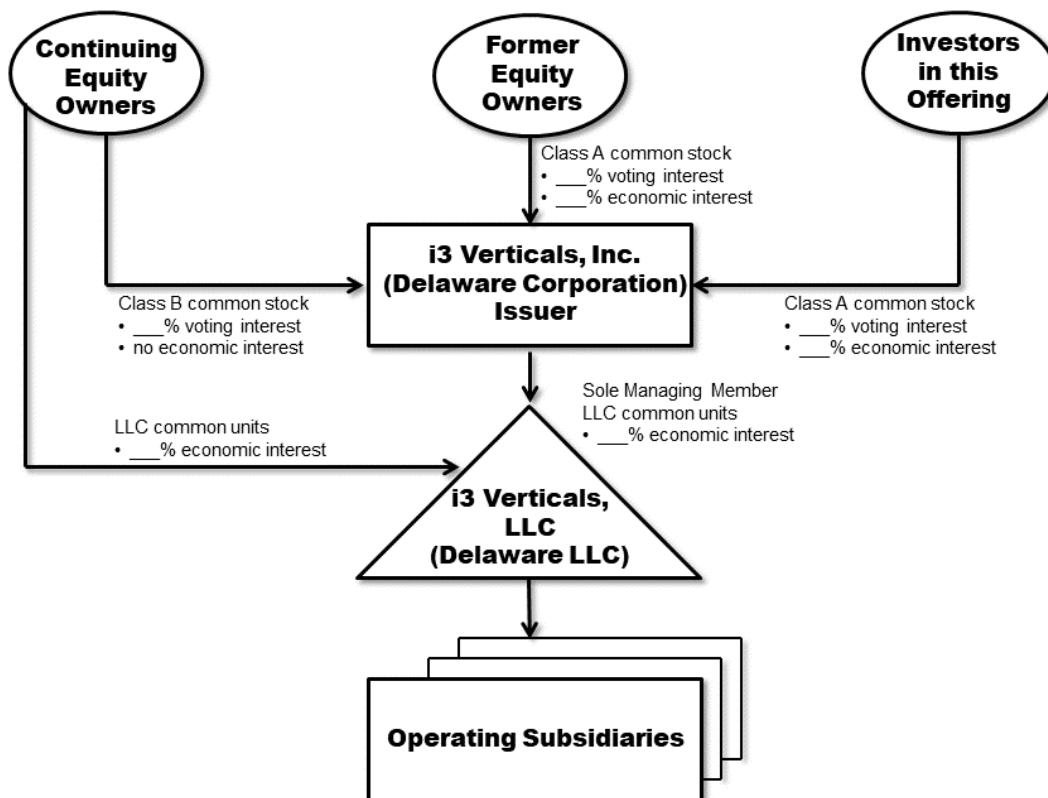 Continuing
Equity
Owners
Former
Equity
Owners
Investors
in this
Offering
Class A common stock
• ___% voting interest
• ___% economic interest
i3 Verticals, Inc.
(Delaware Corporation)
Issuer
Class B common stock
• ___% voting interest
• no economic interest
Class A common stock
• ___% voting interest
• ___% economic interest
Sole Managing Member
LLC common units
• ___% economic interest
LLC common units
• ___% economic interest
i3 Verticals,
LLC
(Delaware LLC)
Operating Subsidiaries